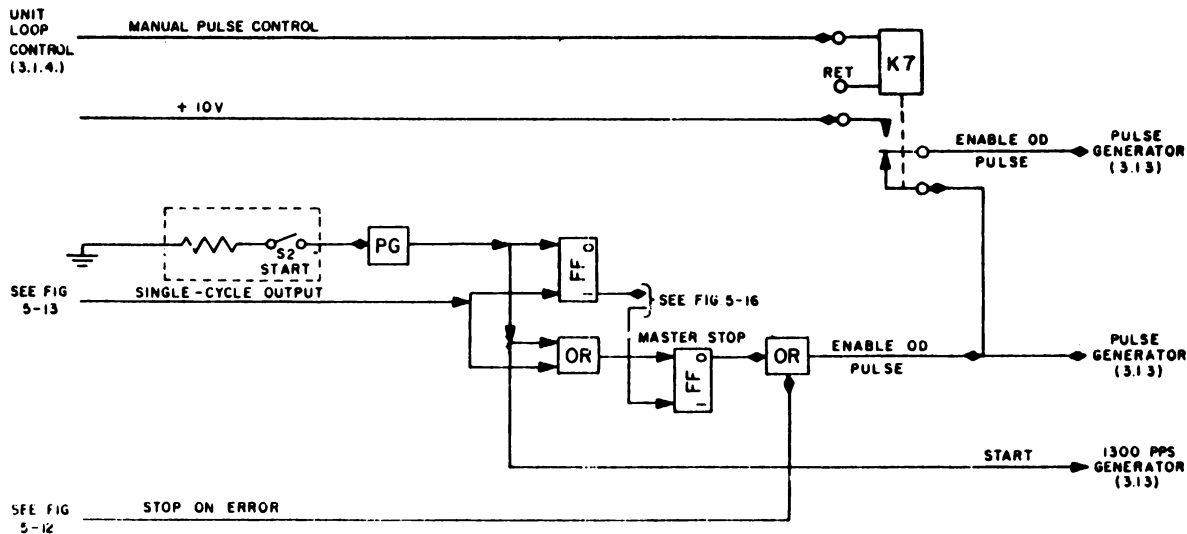 UNIT
LOOP
CONTROL
(3.1.4.)
MANUAL PULSE CONTROL
K7
RET
+ 10V
ENABLE OD
PULSE
PULSE
GENERATOR
(3.13)
S2
START
PG
FF
0
1
SEE FIG
5-13
SINGLE-CYCLE OUTPUT
SEE FIG 5-16
MASTER STOP
OR
FF
0
1
OR
ENABLE OD
PULSE
PULSE
GENERATOR
(3.13)
START
1300 PPS
GENERATOR
(3.13)
SEE FIG
5-12
STOP ON ERROR